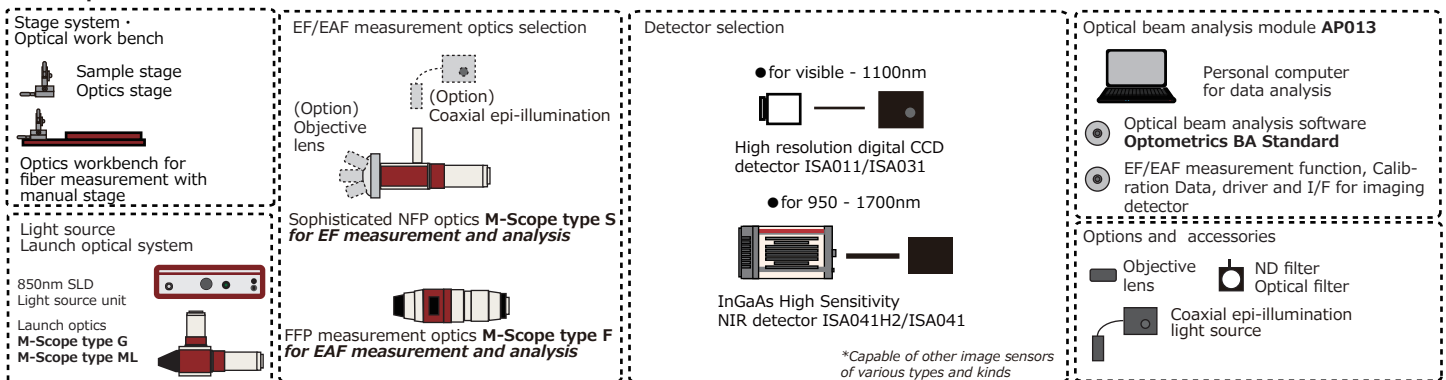 Stage system・
Optical work bench
Sample stage
Optics stage
Optics workbench for
fiber measurement with
manual stage
Light source
Launch optical system
850nm SLD
Light source unit
Launch optics
M-Scope type G
M-Scope type ML
EF/EAF measurement optics selection
(Option)
Objective
lens
(Option)
Coaxial epi-illumination
Sophisticated NFP optics M-Scope type S
for EF measurement and analysis
FFP measurement optics M-Scope type F
for EAF measurement and analysis
Detector selection
●for visible - 1100nm
High resolution digital CCD
detector ISA011/ISA031
●for 950 - 1700nm
InGaAs High Sensitivity
NIR detector ISA041H2/ISA041
*Capable of other image sensors
of various types and kinds
Optical beam analysis module AP013
Personal computer
for data analysis
Optical beam analysis software
Optometrics BA Standard
EF/EAF measurement function, Calib-
ration Data, driver and I/F for imaging
detector
Options and accessories
Objective
lens
ND filter
Optical filter
Coaxial epi-illumination
light source